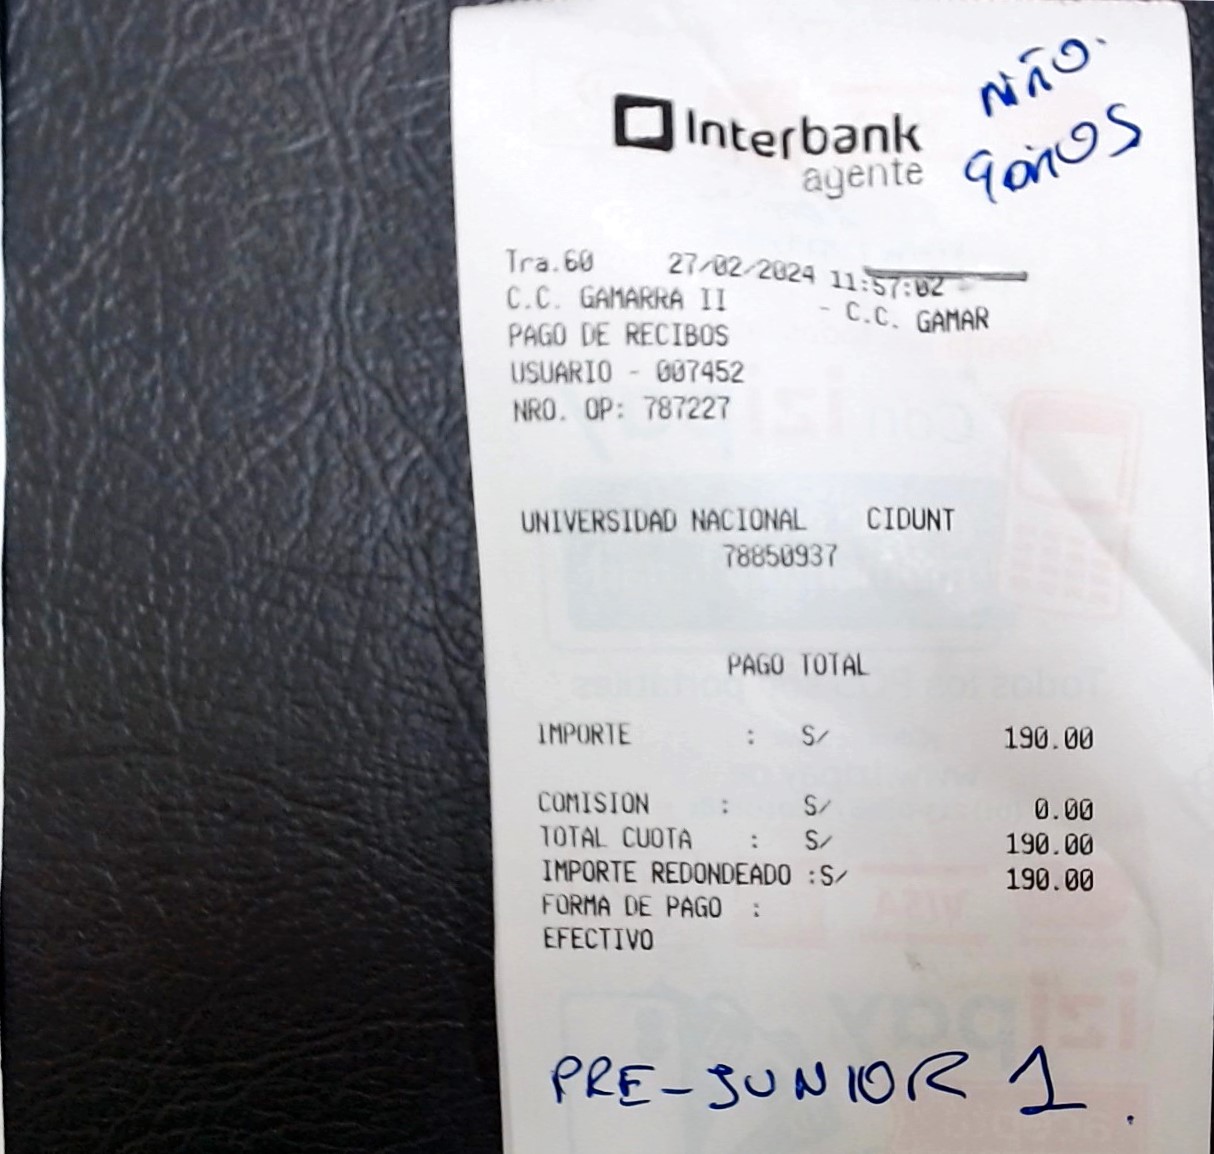 Interbank
agente
NIÑO
9 AÑOS
Tra.60 27/02/2024 11:57:02
C.C. GAMARRA II - C.C. GAMAR
PAGO DE RECIBOS
USUARIO - 007452
NRO. OP: 787227
UNIVERSIDAD NACIONAL CIDUNT
78850937
PAGO TOTAL
IMPORTE : S/ 190.00
COMISION : S/ 0.00
TOTAL CUOTA : S/ 190.00
IMPORTE REDONDEADO :S/ 190.00
FORMA DE PAGO :
EFECTIVO
PRE-JUNIOR 1.